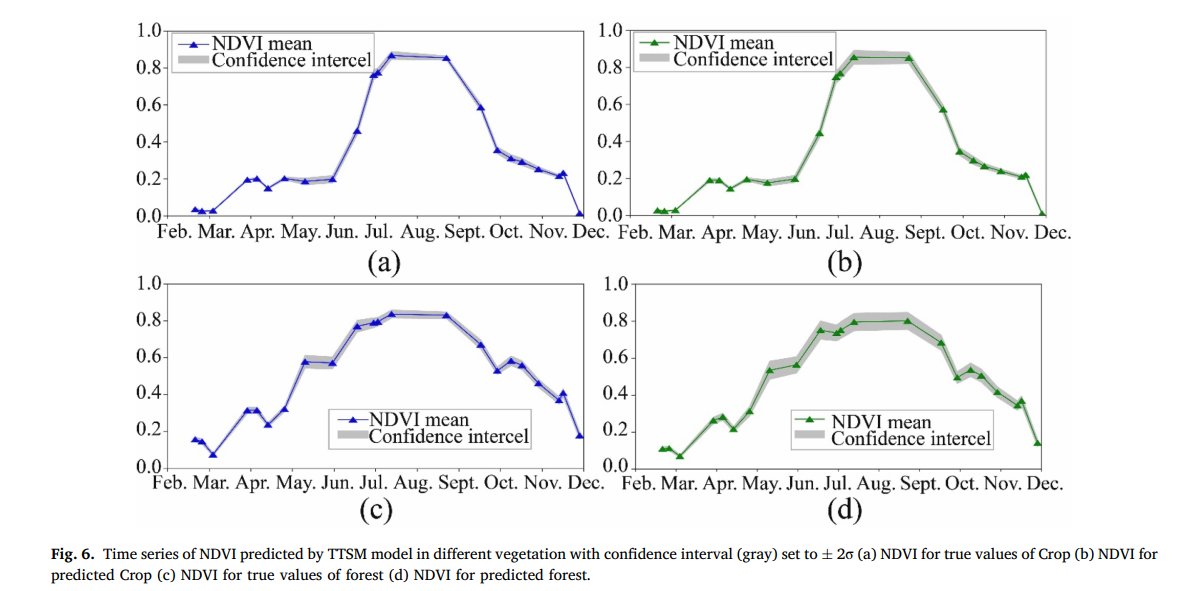 1.0
0.8
0.6
0.4
0.2
0.0
NDVI mean
Confidence intercel
Feb. Mar. Apr. May. Jun. Jul. Aug. Sept. Oct. Nov. Dec.
(a)
1.0
0.8
0.6
0.4
0.2
0.0
NDVI mean
Confidence intercel
Feb. Mar. Apr. May. Jun. Jul. Aug. Sept. Oct. Nov. Dec.
(b)
1.0
0.8
0.6
0.4
0.2
0.0
NDVI mean
Confidence intercel
Feb. Mar. Apr. May. Jun. Jul. Aug. Sept. Oct. Nov. Dec.
(c)
1.0
0.8
0.6
0.4
0.2
0.0
NDVI mean
Confidence intercel
Feb. Mar. Apr. May. Jun. Jul. Aug. Sept. Oct. Nov. Dec.
(d)
Fig. 6. Time series of NDVI predicted by TTSM model in different vegetation with confidence interval (gray) set to ± 2σ (a) NDVI for true values of Crop (b) NDVI for
predicted Crop (c) NDVI for true values of forest (d) NDVI for predicted forest.